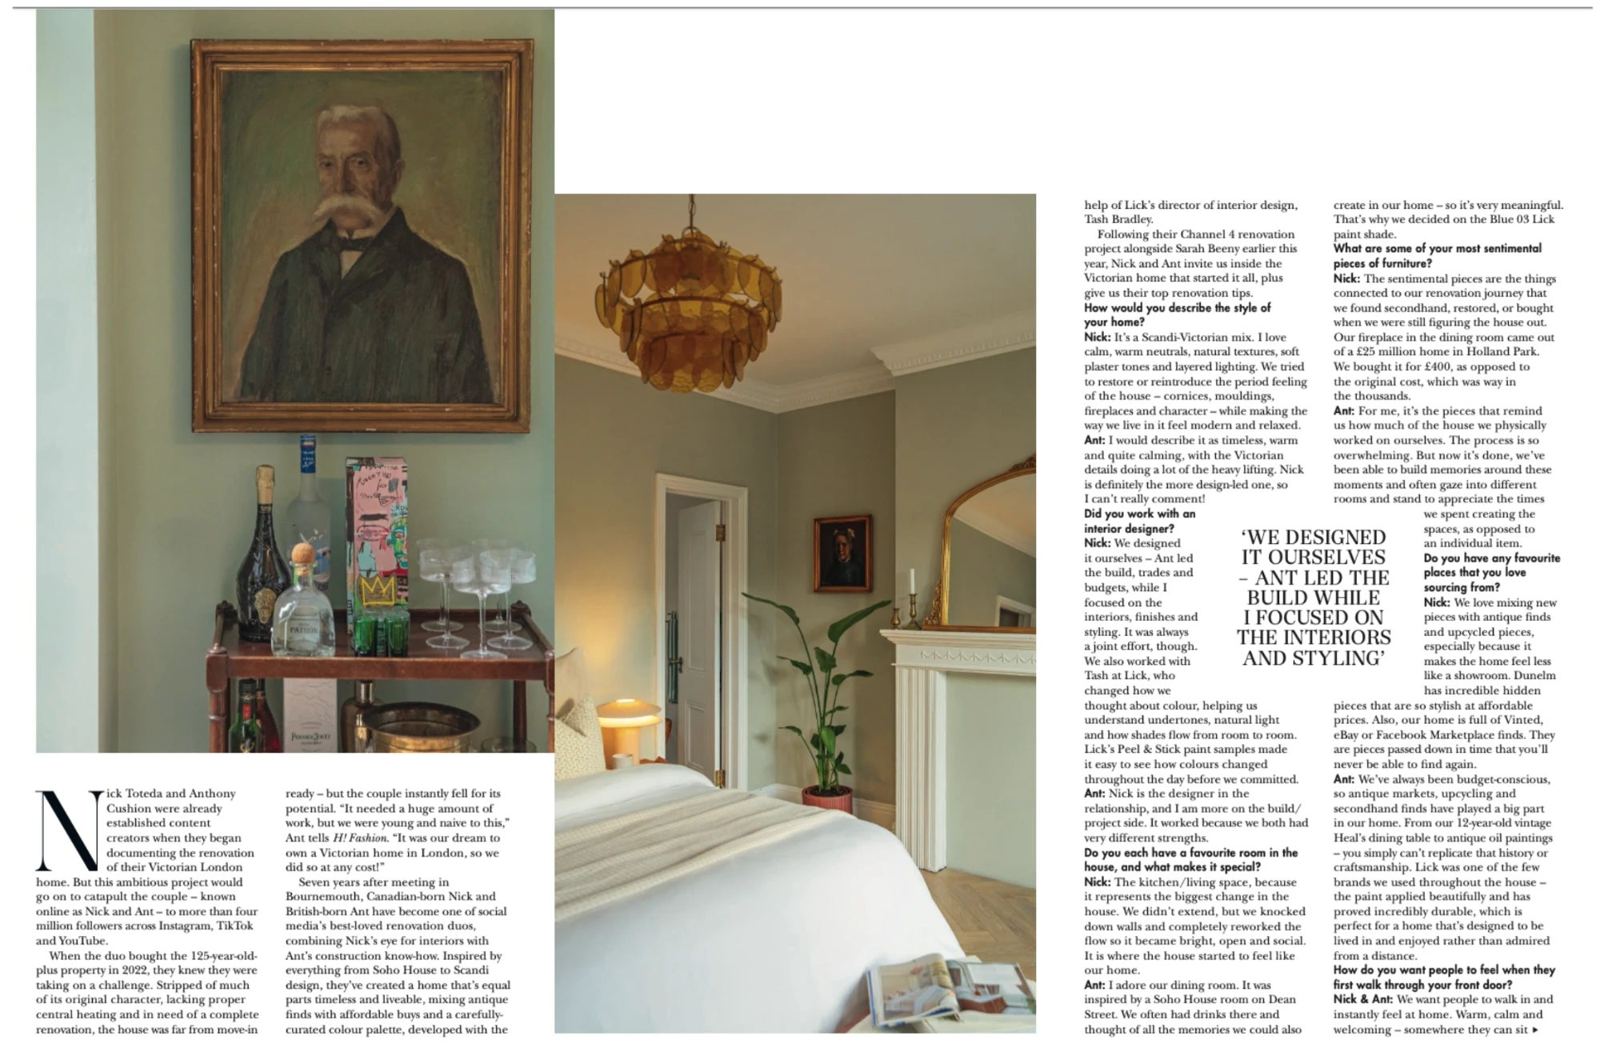 PATRÓN
PERRIER-JOUËT
Nick Toteda and Anthony
Cushion were already
established content
creators when they began
documenting the renovation
of their Victorian London
home. But this ambitious project would
go on to catapult the couple – known
online as Nick and Ant – to more than four
million followers across Instagram, TikTok
and YouTube.
When the duo bought the 125-year-old-
plus property in 2022, they knew they were
taking on a challenge. Stripped of much
of its original character, lacking proper
central heating and in need of a complete
renovation, the house was far from move-in
ready – but the couple instantly fell for its
potential. “It needed a huge amount of
work, but we were young and naive to this,”
Ant tells H! Fashion. “It was our dream to
own a Victorian home in London, so we
did so at any cost!”
Seven years after meeting in
Bournemouth, Canadian-born Nick and
British-born Ant have become one of social
media’s best-loved renovation duos,
combining Nick’s eye for interiors with
Ant’s construction know-how. Inspired by
everything from Soho House to Scandi
design, they’ve created a home that’s equal
parts timeless and liveable, mixing antique
finds with affordable buys and a carefully-
curated colour palette, developed with the
help of Lick’s director of interior design,
Tash Bradley.
Following their Channel 4 renovation
project alongside Sarah Beeny earlier this
year, Nick and Ant invite us inside the
Victorian home that started it all, plus
give us their top renovation tips.
How would you describe the style of
your home?
Nick: It’s a Scandi-Victorian mix. I love
calm, warm neutrals, natural textures, soft
plaster tones and layered lighting. We tried
to restore or reintroduce the period feeling
of the house – cornices, mouldings,
fireplaces and character – while making the
way we live in it feel modern and relaxed.
Ant: I would describe it as timeless, warm
and quite calming, with the Victorian
details doing a lot of the heavy lifting. Nick
is definitely the more design-led one, so
I can’t really comment!
Did you work with an
interior designer?
Nick: We designed
it ourselves – Ant led
the build, trades and
budgets, while I
focused on the
interiors, finishes and
styling. It was always
a joint effort, though.
We also worked with
Tash at Lick, who
changed how we
thought about colour, helping us
understand undertones, natural light
and how shades flow from room to room.
Lick’s Peel & Stick paint samples made
it easy to see how colours changed
throughout the day before we committed.
Ant: Nick is the designer in the
relationship, and I am more on the build/
project side. It worked because we both had
very different strengths.
Do you each have a favourite room in the
house, and what makes it special?
Nick: The kitchen/living space, because
it represents the biggest change in the
house. We didn’t extend, but we knocked
down walls and completely reworked the
flow so it became bright, open and social.
It is where the house started to feel like
our home.
Ant: I adore our dining room. It was
inspired by a Soho House room on Dean
Street. We often had drinks there and
thought of all the memories we could also
‘WE DESIGNED
IT OURSELVES
– ANT LED THE
BUILD WHILE
I FOCUSED ON
THE INTERIORS
AND STYLING’
create in our home – so it’s very meaningful.
That’s why we decided on the Blue 03 Lick
paint shade.
What are some of your most sentimental
pieces of furniture?
Nick: The sentimental pieces are the things
connected to our renovation journey that
we found secondhand, restored, or bought
when we were still figuring the house out.
Our fireplace in the dining room came out
of a £25 million home in Holland Park.
We bought it for £400, as opposed to
the original cost, which was way in
the thousands.
Ant: For me, it’s the pieces that remind
us how much of the house we physically
worked on ourselves. The process is so
overwhelming. But now it’s done, we’ve
been able to build memories around these
moments and often gaze into different
rooms and stand to appreciate the times
we spent creating the
spaces, as opposed to
an individual item.
Do you have any favourite
places that you love
sourcing from?
Nick: We love mixing new
pieces with antique finds
and upcycled pieces,
especially because it
makes the home feel less
like a showroom. Dunelm
has incredible hidden
pieces that are so stylish at affordable
prices. Also, our home is full of Vinted,
eBay or Facebook Marketplace finds. They
are pieces passed down in time that you’ll
never be able to find again.
Ant: We’ve always been budget-conscious,
so antique markets, upcycling and
secondhand finds have played a big part
in our home. From our 12-year-old vintage
Heal’s dining table to antique oil paintings
– you simply can’t replicate that history or
craftsmanship. Lick was one of the few
brands we used throughout the house –
the paint applied beautifully and has
proved incredibly durable, which is
perfect for a home that’s designed to be
lived in and enjoyed rather than admired
from a distance.
How do you want people to feel when they
first walk through your front door?
Nick & Ant: We want people to walk in and
instantly feel at home. Warm, calm and
welcoming – somewhere they can sit ▸